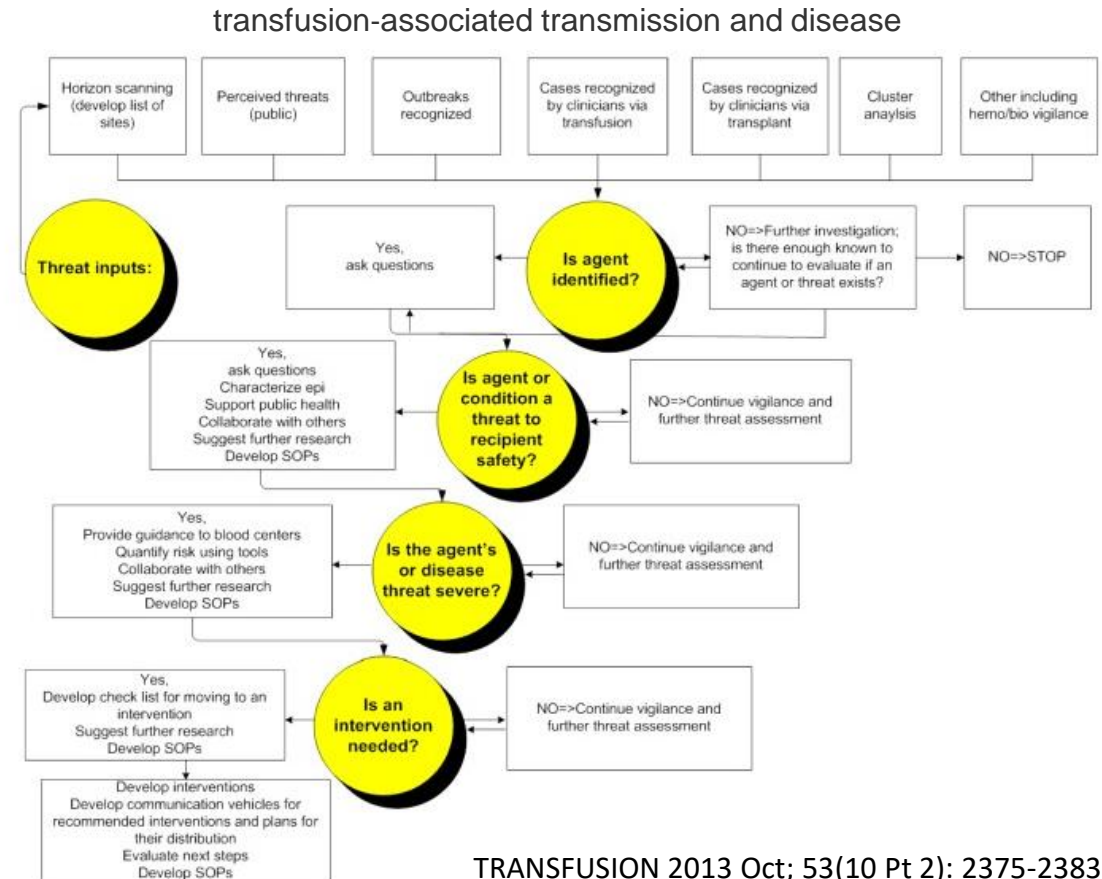 transfusion-associated transmission and disease
Horizon scanning
(develop list of
sites)
Perceived threats
(public)
Outbreaks
recognized
Cases recognized
by clinicians via
transfusion
Cases recognized
by clinicians via
transplant
Cluster
anaylsis
Other including
hemo/bio vigilance
Threat inputs:
Yes,
ask questions
Is agent
identified?
NO=>Further investigation;
is there enough known to
continue to evaluate if an
agent or threat exists?
NO=>STOP
Yes,
ask questions
Characterize epi
Support public health
Collaborate with others
Suggest further research
Develop SOPs
Is agent or
condition a
threat to
recipient
safety?
NO=>Continue vigilance and
further threat assessment
Yes,
Provide guidance to blood centers
Quantify risk using tools
Collaborate with others
Suggest further research
Develop SOPs
Is the agent's
or disease
threat severe?
NO=>Continue vigilance and
further threat assessment
Yes,
Develop check list for moving to an
intervention
Suggest further research
Develop SOPs
Is an
intervention
needed?
NO=>Continue vigilance and
further threat assessment
Develop interventions
Develop communication vehicles for
recommended interventions and plans for
their distribution
Evaluate next steps
Develop SOPs
TRANSFUSION 2013 Oct; 53(10 Pt 2): 2375-2383